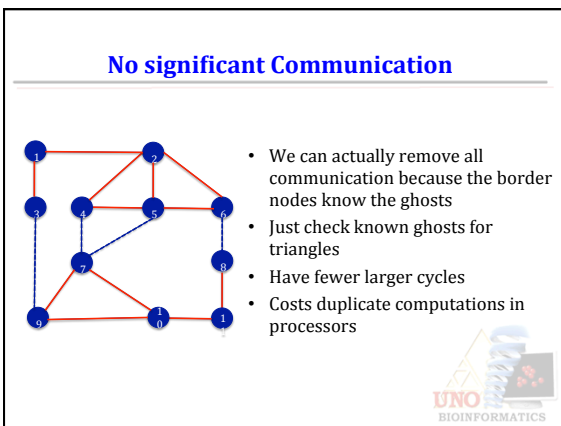 No significant Communication
1
2
3
4
5
6
7
8
9
1
0
1
• We can actually remove all
communication because the border
nodes know the ghosts
• Just check known ghosts for
triangles
• Have fewer larger cycles
• Costs duplicate computations in
processors
UNO
BIOINFORMATICS